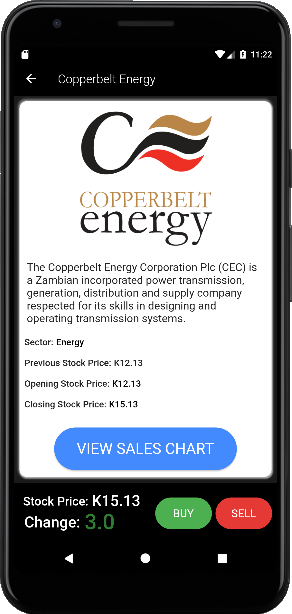 11:22
Copperbelt Energy
C
COPPERBELT
energy
The Copperbelt Energy Corporation Plc (CEC) is
a Zambian incorporated power transmission,
generation, distribution and supply company
respected for its skills in designing and
operating transmission systems.
Sector: Energy
Previous Stock Price: K12.13
Opening Stock Price: K12.13
Closing Stock Price: K15.13
VIEW SALES CHART
Stock Price: K15.13
Change: 3.0
BUY
SELL